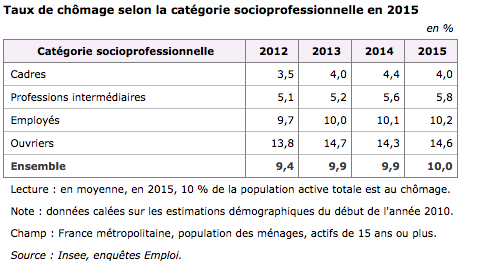 Taux de chômage selon la catégorie socioprofessionnelle en 2015
en %
Catégorie socioprofessionnelle 2012 2013 2014 2015
Cadres 3,5 4,0 4,4 4,0
Professions intermédiaires 5,1 5,2 5,6 5,8
Employés 9,7 10,0 10,1 10,2
Ouvriers 13,8 14,7 14,3 14,6
Ensemble 9,4 9,9 9,9 10,0
Lecture : en moyenne, en 2015, 10 % de la population active totale est au chômage.
Note : données calées sur les estimations démographiques du début de l'année 2010.
Champ : France métropolitaine, population des ménages, actifs de 15 ans ou plus.
Source : Insee, enquêtes Emploi.